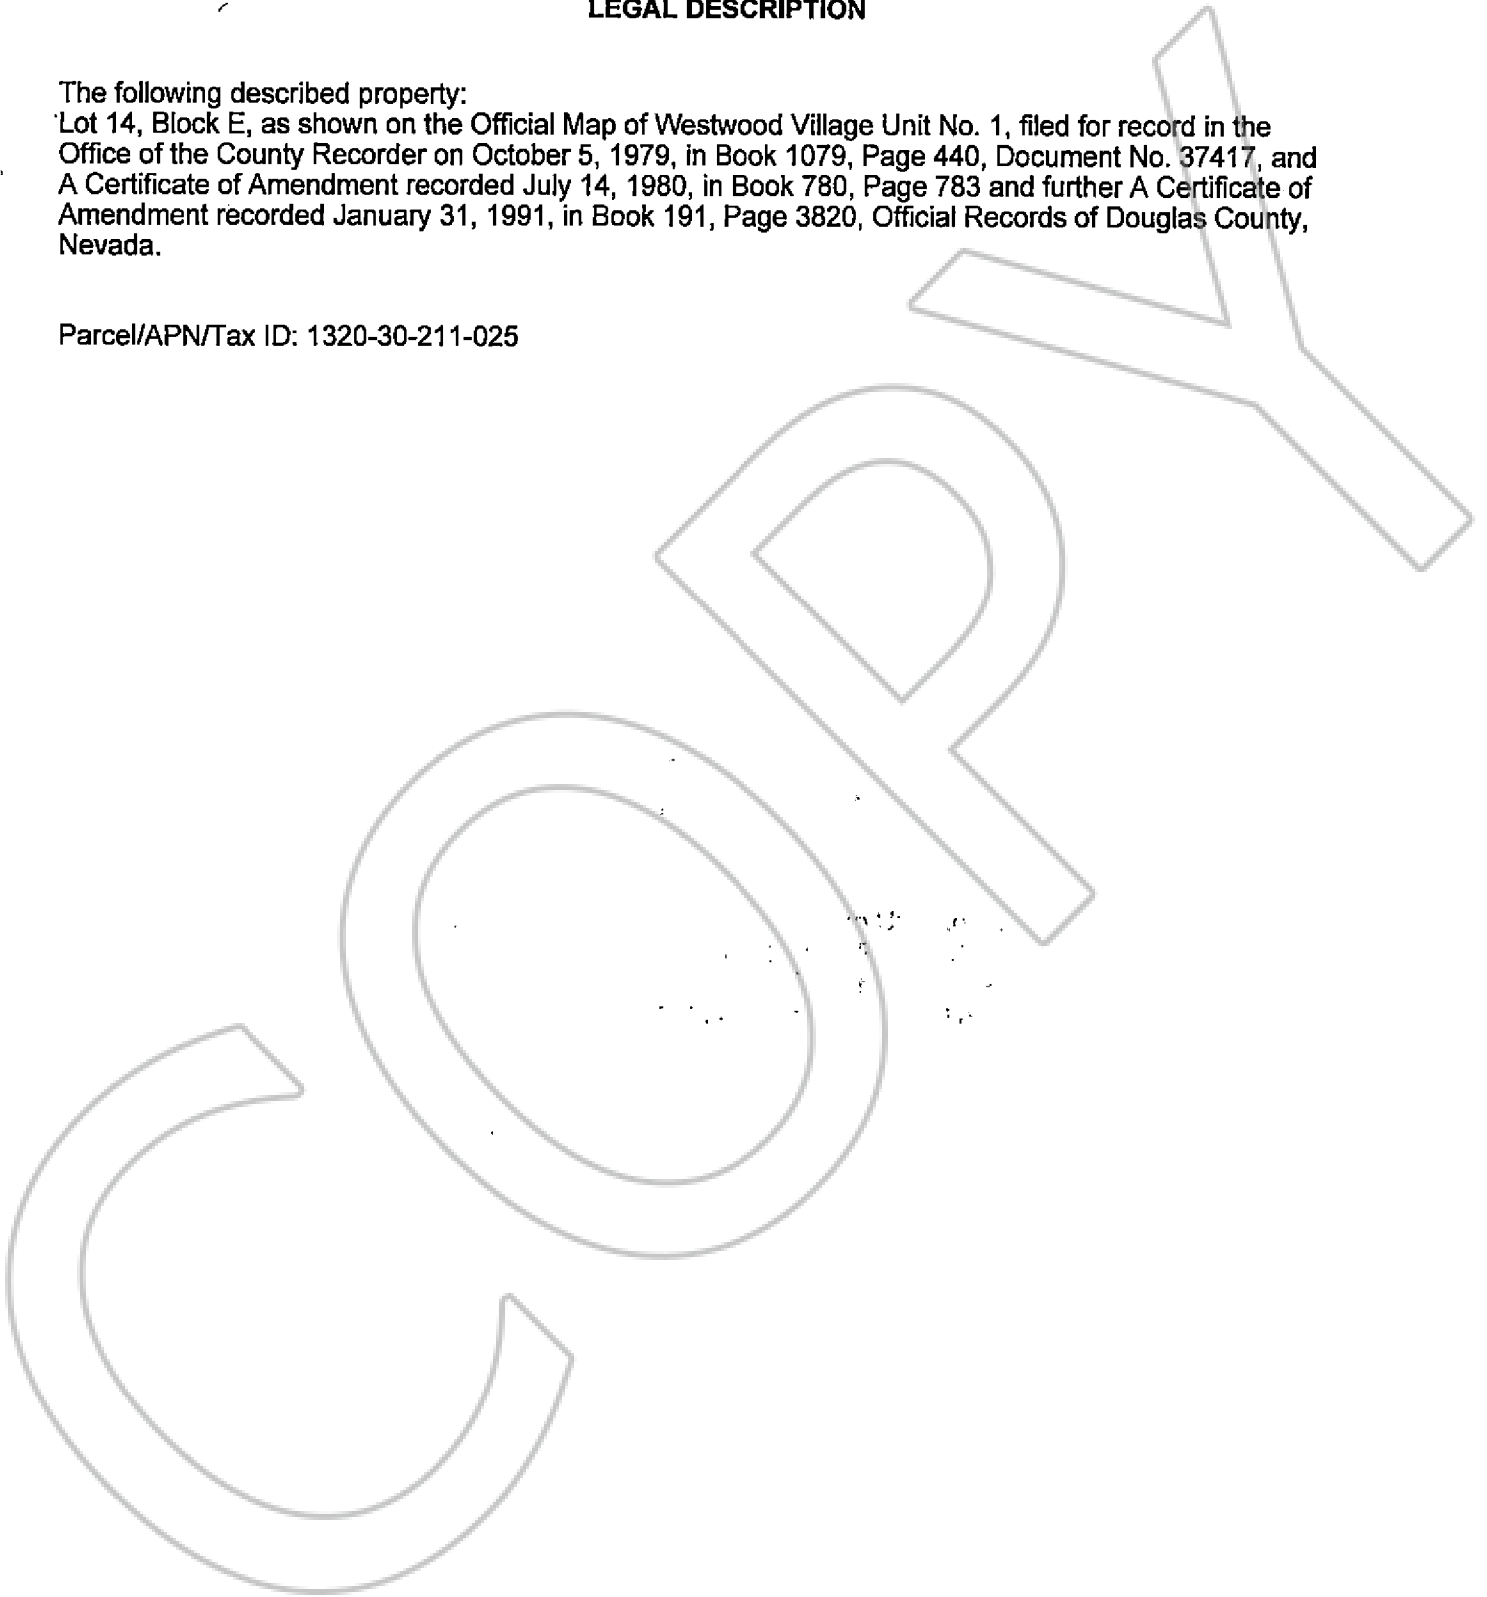 LEGAL DESCRIPTION
The following described property:
Lot 14, Block E, as shown on the Official Map of Westwood Village Unit No. 1, filed for record in the
Office of the County Recorder on October 5, 1979, in Book 1079, Page 440, Document No. 37417, and
A Certificate of Amendment recorded July 14, 1980, in Book 780, Page 783 and further A Certificate of
Amendment recorded January 31, 1991, in Book 191, Page 3820, Official Records of Douglas County,
Nevada.
Parcel/APN/Tax ID: 1320-30-211-025
COPY